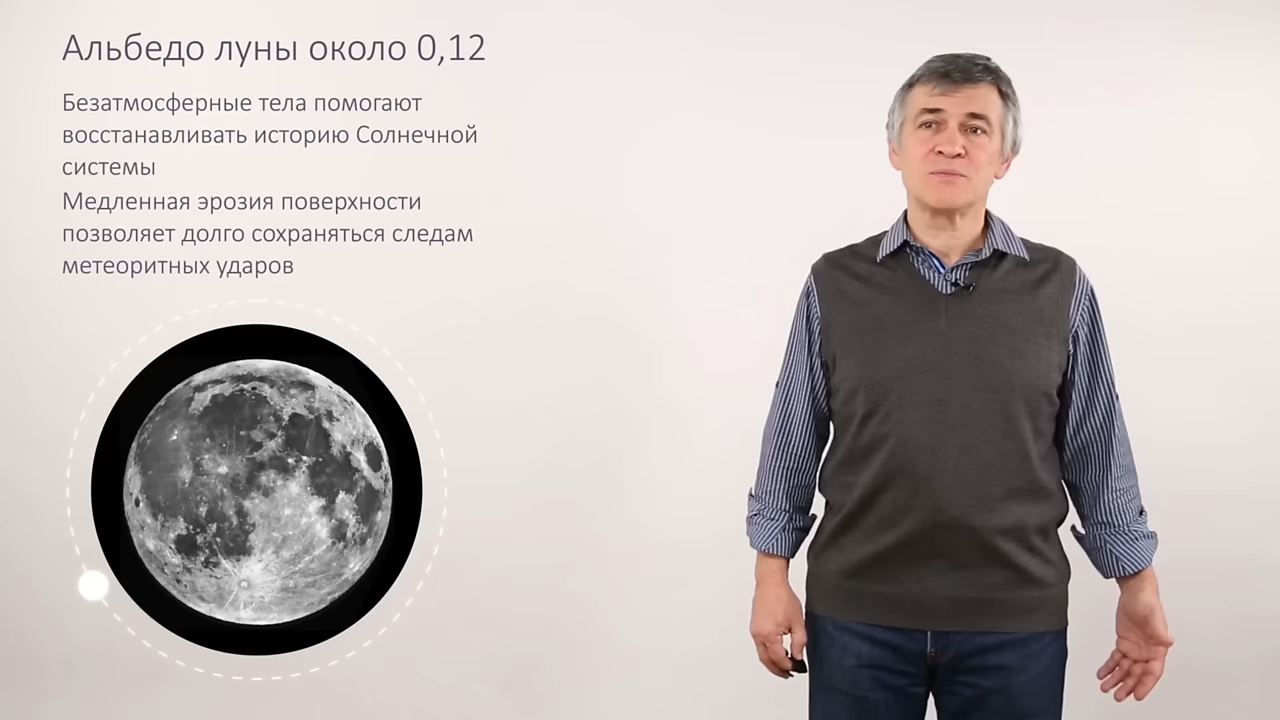 Альбедо луны около 0,12
Безатмосферные тела помогают
восстанавливать историю Солнечной
системы
Медленная эрозия поверхности
позволяет долго сохраняться следам
метеоритных ударов